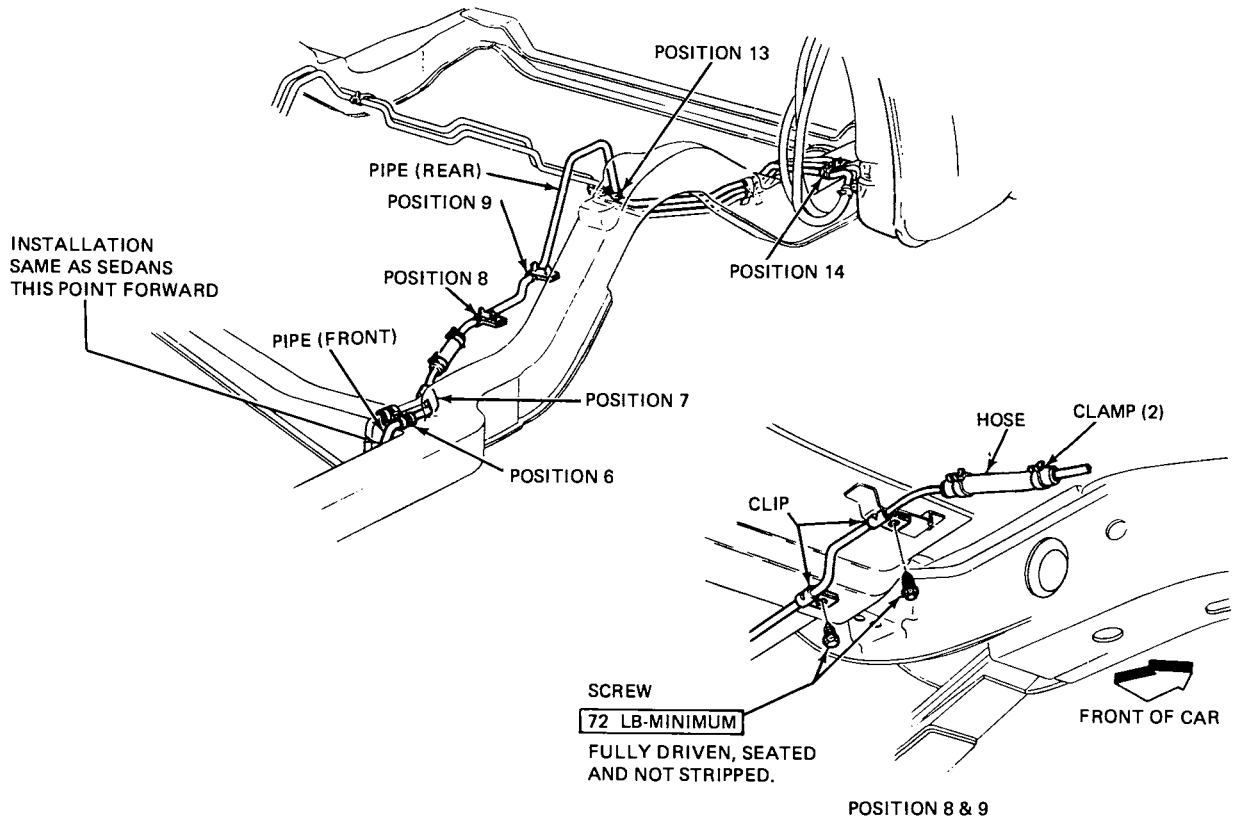 POSITION 13
PIPE (REAR)
POSITION 9
INSTALLATION
SAME AS SEDANS
THIS POINT FORWARD
POSITION 8
POSITION 14
PIPE (FRONT)
POSITION 7
POSITION 6
HOSE
CLAMP (2)
CLIP
SCREW
72 LB-MINIMUM
FULLY DRIVEN, SEATED
AND NOT STRIPPED.
FRONT OF CAR
POSITION 8 & 9